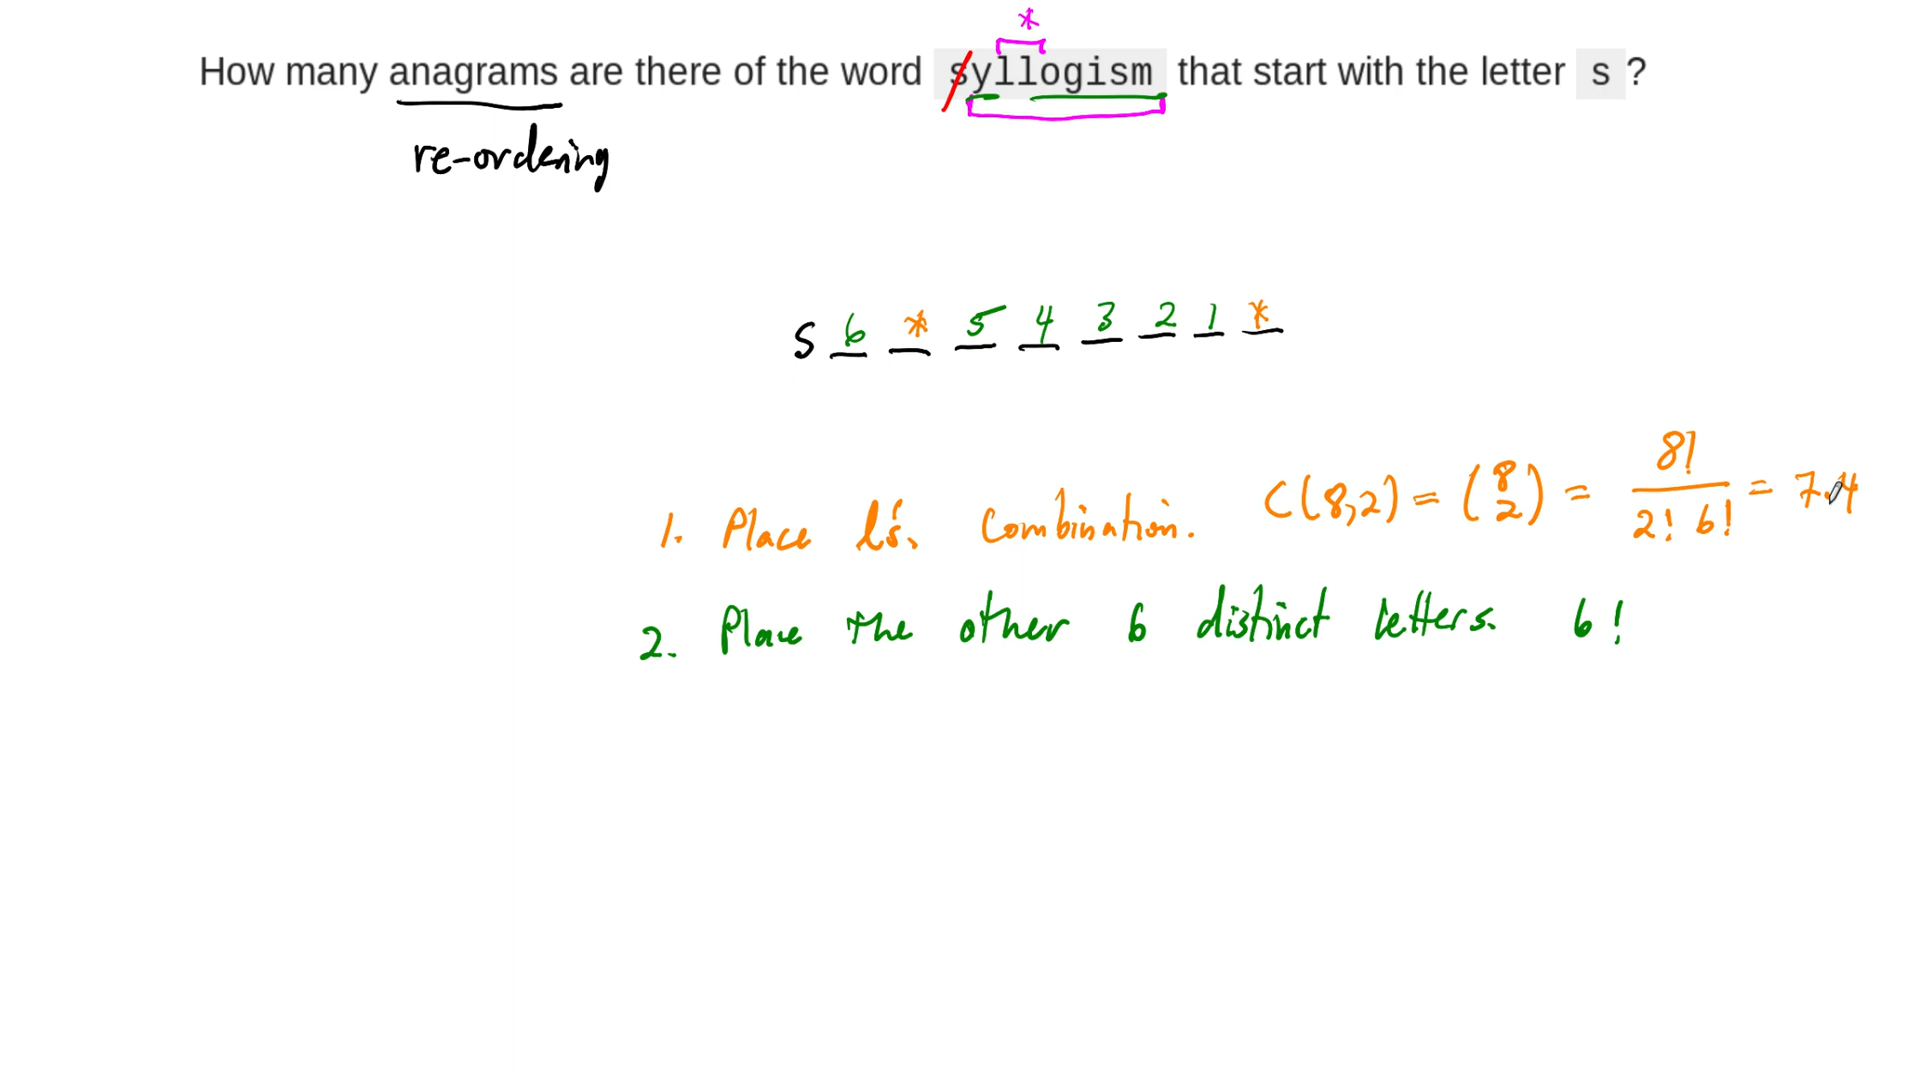 *
How many anagrams are there of the word syllogism that start with the letter s ?
re-ordering
S 6 * 5 4 3 2 1 *
1. Place l's. Combination. C(8,2) = (8 2) = 8! / 2! 6! = 7·4
2. Place the other 6 distinct letters. 6!